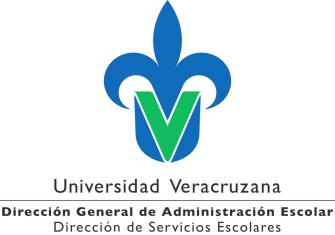 Universidad Veracruzana
Dirección General de Administración Escolar
Dirección de Servicios Escolares